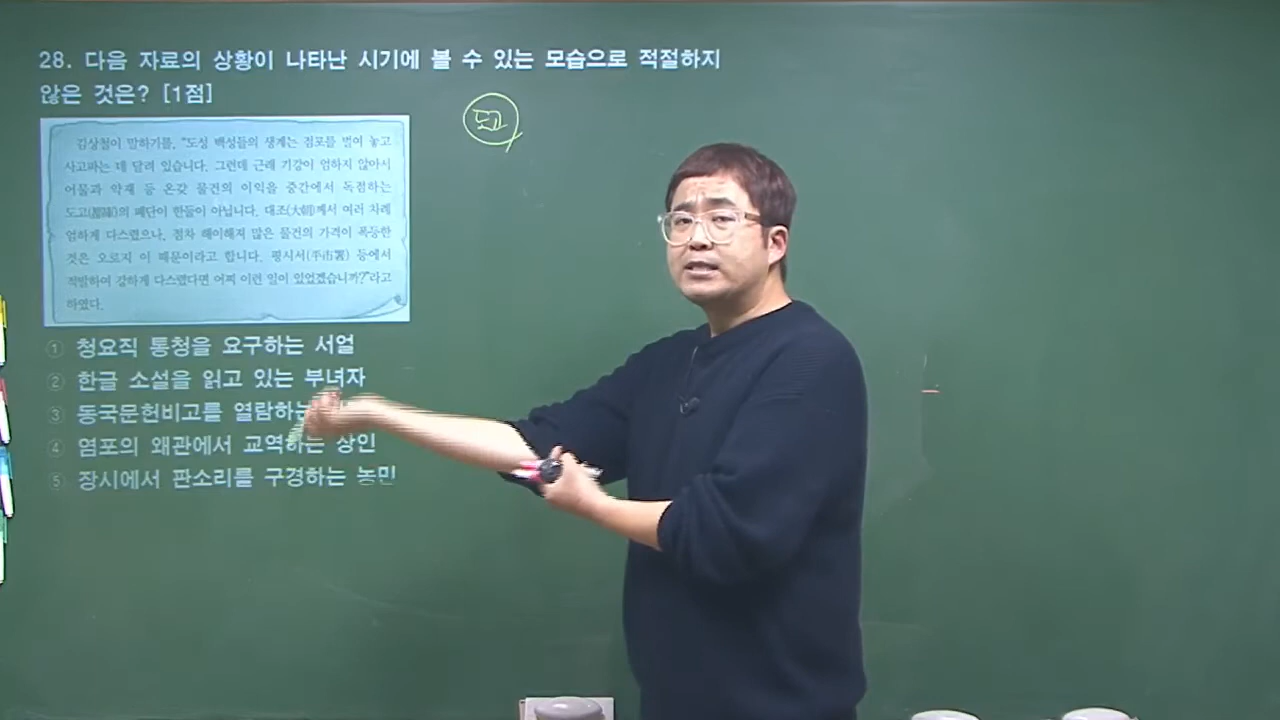 28. 다음 자료의 상황이 나타난 시기에 볼 수 있는 모습으로 적절하지
않은 것은? [1점]
도고
김상철이 말하기를, "도성 백성들의 생계는 점포를 벌여 놓고
사고파는 데 달려 있습니다. 그런데 근래 기강이 엄하지 않아서
어물과 약재 등 온갖 물건의 이익을 중간에서 독점하는
도고(都庫)의 폐단이 한둘이 아닙니다. 대조(大朝)께서 여러 차례
엄하게 다스렸으나, 점차 해이해져 많은 물건의 가격이 폭등한
것은 오로지 이 때문이라고 합니다. 평시서(平市署) 등에서
적발하여 강하게 다스렸다면 어찌 이런 일이 있었겠습니까?"라고
하였다.
① 청요직 통청을 요구하는 서얼
② 한글 소설을 읽고 있는 부녀자
③ 동국문헌비고를 열람하는
④ 염포의 왜관에서 교역하는 상인
⑤ 장시에서 판소리를 구경하는 농민